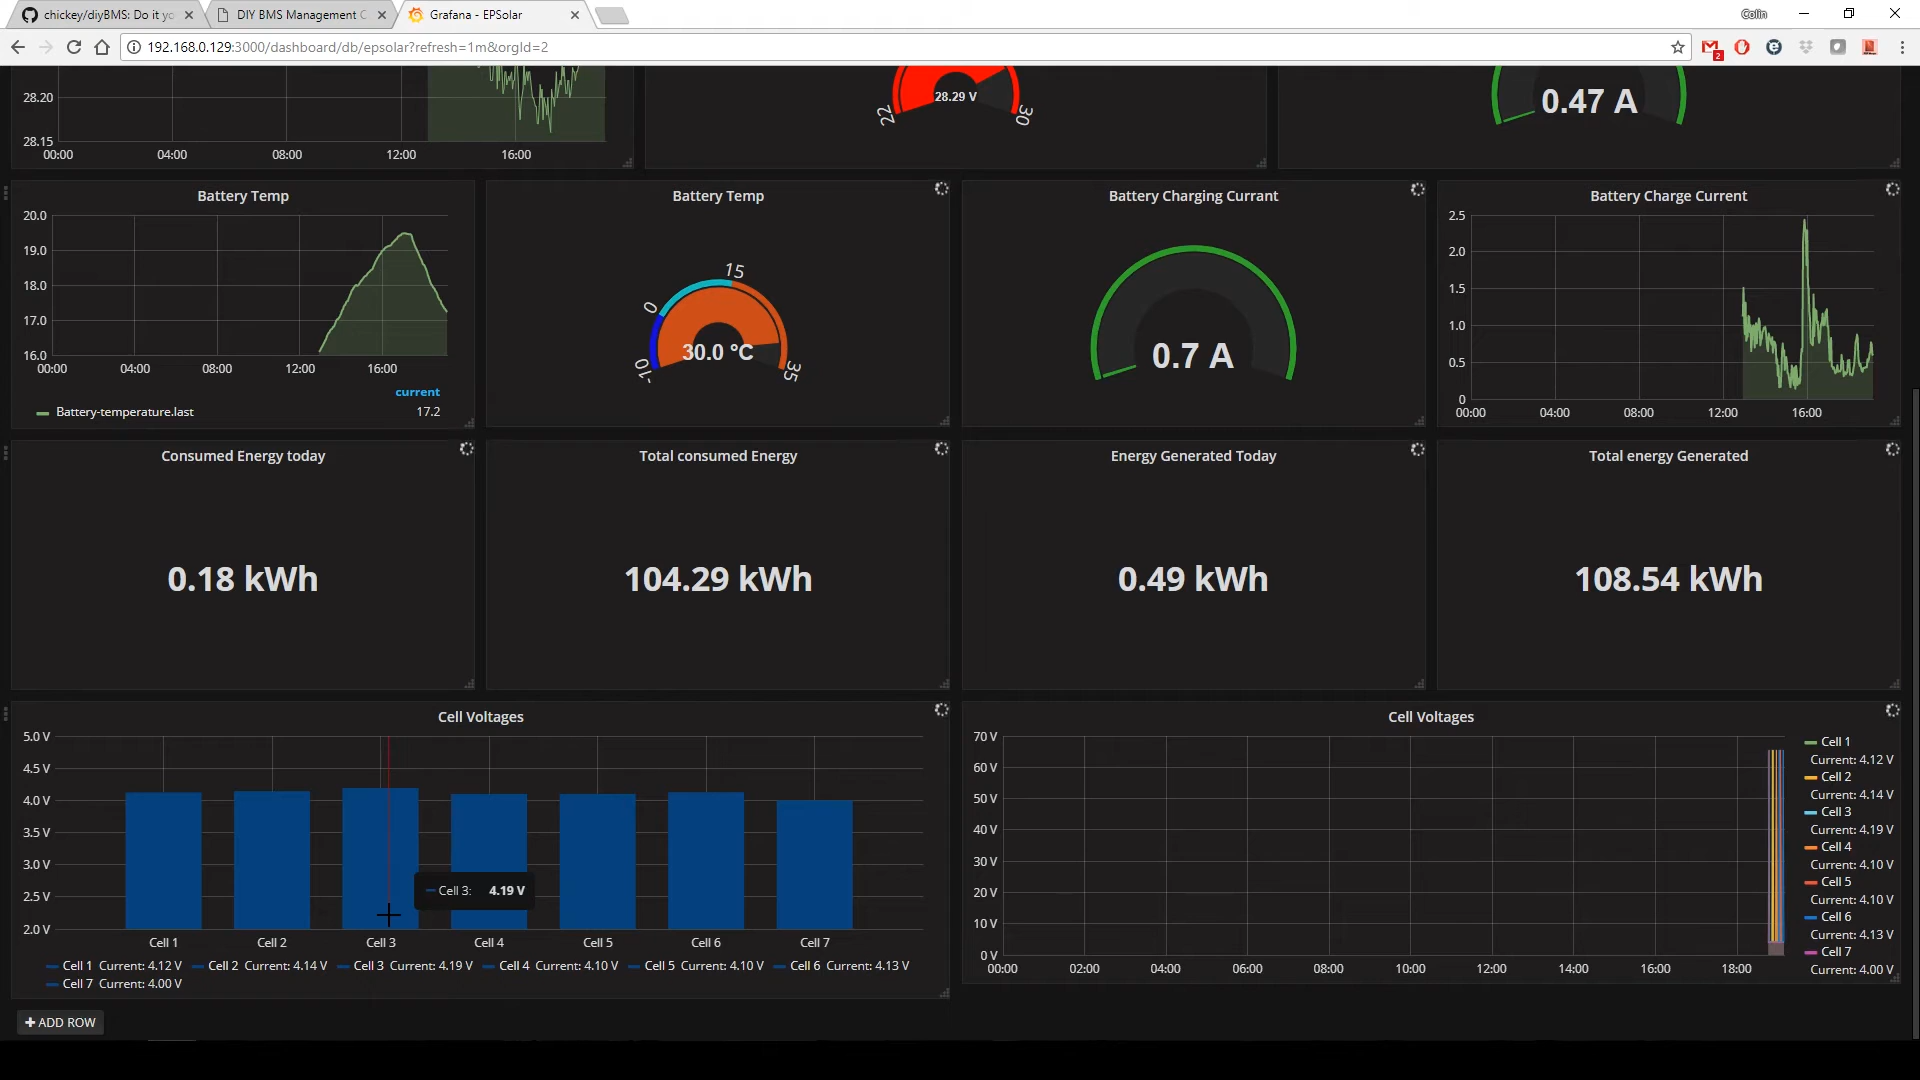 chickey/diyBMS: Do it yo
DIY BMS Management C
Grafana - EPSolar
Colin
192.168.0.129:3000/dashboard/db/epsolar?refresh=1m&orgId=2
2
28.20
28.15
00:00 04:00 08:00 12:00 16:00
22
28.29 V
30
0.47 A
Battery Temp
20.0
19.0
18.0
17.0
16.0
00:00 04:00 08:00 12:00 16:00
current
Battery-temperature.last 17.2
Battery Temp
-10
0
15
35
30.0 °C
Battery Charging Currant
0.7 A
Battery Charge Current
2.5
2.0
1.5
1.0
0.5
0
00:00 04:00 08:00 12:00 16:00
Consumed Energy today
0.18 kWh
Total consumed Energy
104.29 kWh
Energy Generated Today
0.49 kWh
Total energy Generated
108.54 kWh
Cell Voltages
5.0 V
4.5 V
4.0 V
3.5 V
3.0 V
2.5 V
2.0 V
Cell 3: 4.19 V
Cell 1 Cell 2 Cell 3 Cell 4 Cell 5 Cell 6 Cell 7
Cell 1 Current: 4.12 V Cell 2 Current: 4.14 V Cell 3 Current: 4.19 V Cell 4 Current: 4.10 V Cell 5 Current: 4.10 V Cell 6 Current: 4.13 V
Cell 7 Current: 4.00 V
Cell Voltages
70 V
60 V
50 V
40 V
30 V
20 V
10 V
0 V
00:00 02:00 04:00 06:00 08:00 10:00 12:00 14:00 16:00 18:00
Cell 1
Current: 4.12 V
Cell 2
Current: 4.14 V
Cell 3
Current: 4.19 V
Cell 4
Current: 4.10 V
Cell 5
Current: 4.10 V
Cell 6
Current: 4.13 V
Cell 7
Current: 4.00 V
ADD ROW